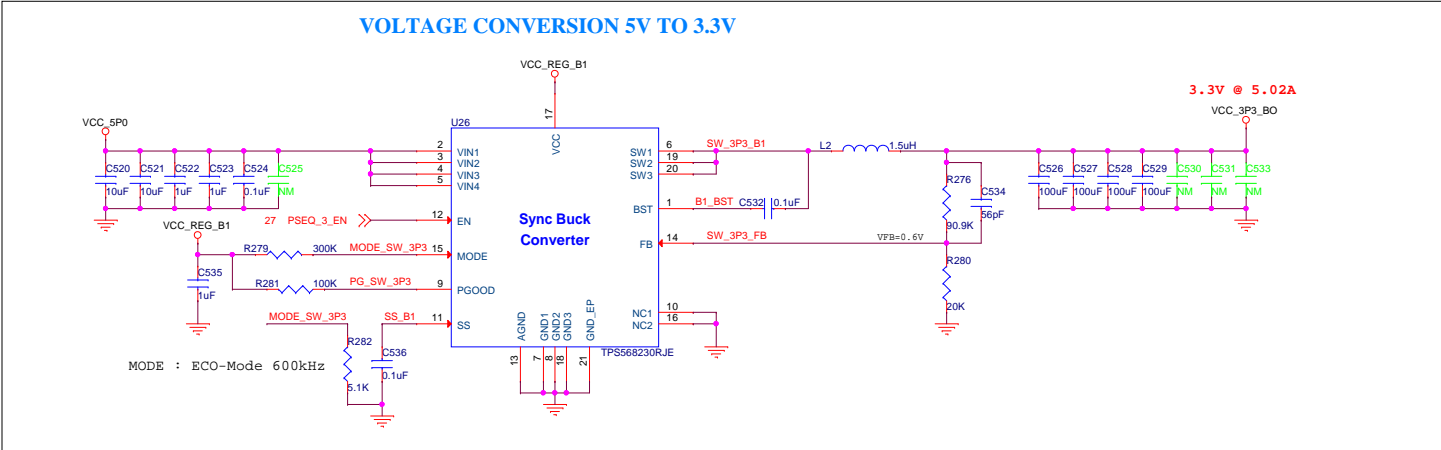 VOLTAGE CONVERSION 5V TO 3.3V
VCC_REG_B1
3.3V @ 5.02A
VCC_3P3_BO
VCC_5P0
17
U26
VCC
C520
10uF
C521
10uF
C522
1uF
C523
1uF
C524
0.1uF
C525
NM
2
VIN1
3
VIN2
4
VIN3
5
VIN4
27 PSEQ_3_EN
12
EN
VCC_REG_B1
R279
300K
MODE_SW_3P3
15
MODE
C535
1uF
R281
100K
PG_SW_3P3
9
PGOOD
MODE_SW_3P3
SS_B1
11
SS
R282
5.1K
C536
0.1uF
MODE : ECO-Mode 600kHz
Sync Buck
Converter
AGND
GND1
GND2
GND3
GND_EP
13
7
8
18
21
TPS568230RJE
SW1
6
SW_3P3_B1
SW2
19
SW3
20
L2
1.5uH
BST
1
B1_BST
C532
0.1uF
FB
14
SW_3P3_FB
VFB=0.6V
NC1
10
NC2
16
R276
90.9K
C534
56pF
R280
20K
C526
100uF
C527
100uF
C528
100uF
C529
100uF
C530
NM
C531
NM
C533
NM